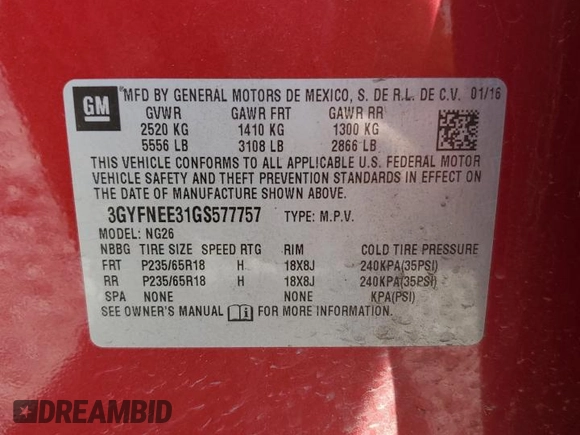 GM
MFD BY GENERAL MOTORS DE MEXICO, S. DE R.L. DE C.V. 01/16
GVWR GAWR FRT GAWR RR
2520 KG 1410 KG 1300 KG
5556 LB 3108 LB 2866 LB
THIS VEHICLE CONFORMS TO ALL APPLICABLE U.S. FEDERAL MOTOR
VEHICLE SAFETY AND THEFT PREVENTION STANDARDS IN EFFECT ON
THE DATE OF MANUFACTURE SHOWN ABOVE.
3GYFNEE31GS577757 TYPE: M.P.V.
MODEL: NG26
NBBG TIRE SIZE SPEED RTG RIM COLD TIRE PRESSURE
FRT P235/65R18 H 18X8J 240KPA(35PSI)
RR P235/65R18 H 18X8J 240KPA(35PSI)
SPA NONE NONE KPA(PSI)
SEE OWNER'S MANUAL FOR MORE INFORMATION.
DREAMBID